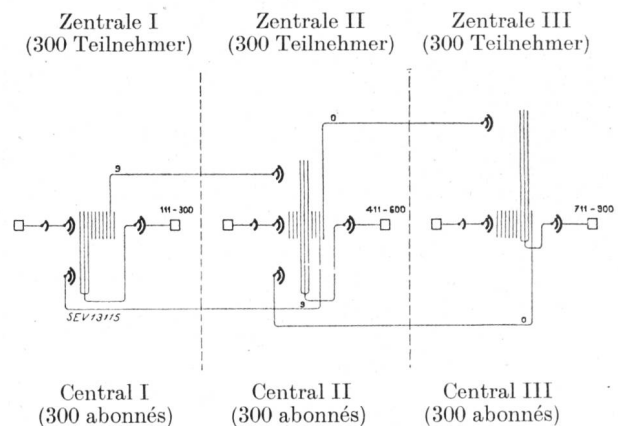 Zentrale I
(300 Teilnehmer)
Zentrale II
(300 Teilnehmer)
Zentrale III
(300 Teilnehmer)
0
9
111-300
411-600
711-900
SEV13115
9
0
Central I
(300 abonnés)
Central II
(300 abonnés)
Central III
(300 abonnés)